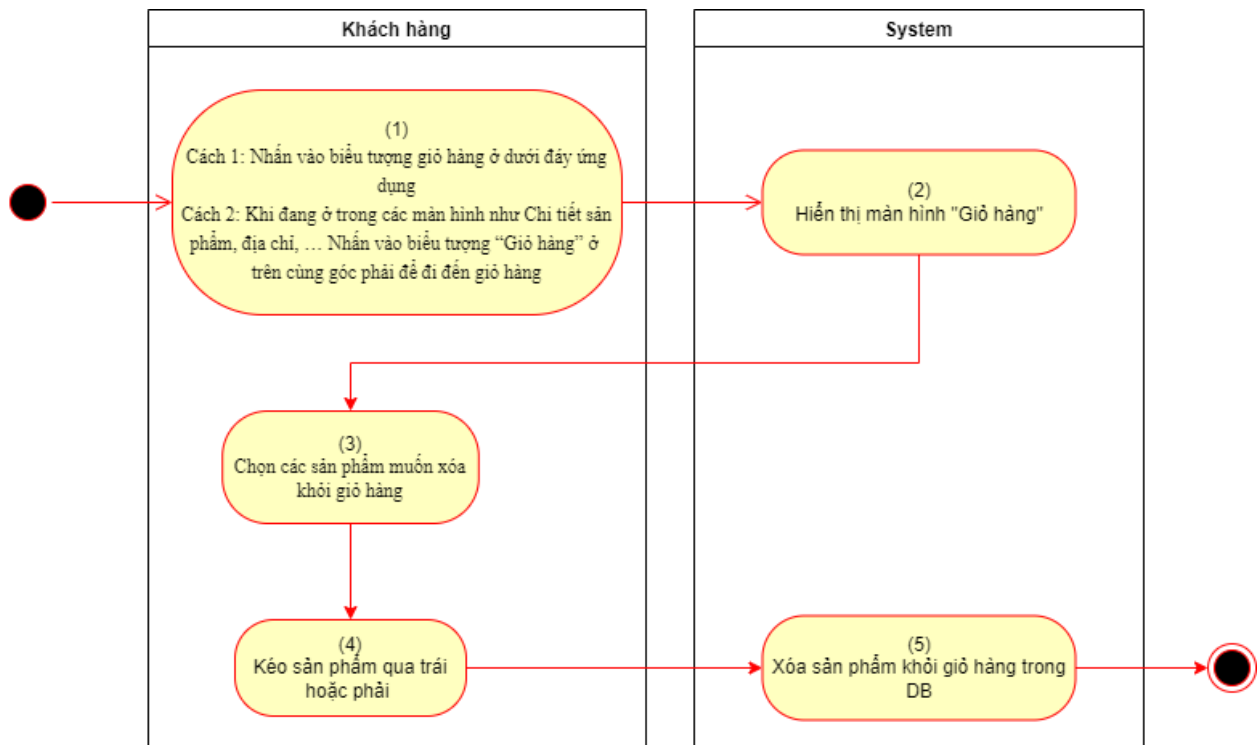 Khách hàng
System
(1)
Cách 1: Nhấn vào biểu tượng giỏ hàng ở dưới đáy ứng
dụng
Cách 2: Khi đang ở trong các màn hình như Chi tiết sản
phẩm, địa chỉ, … Nhấn vào biểu tượng “Giỏ hàng” ở
trên cùng góc phải để đi đến giỏ hàng
(2)
Hiển thị màn hình "Giỏ hàng"
(3)
Chọn các sản phẩm muốn xóa
khỏi giỏ hàng
(4)
Kéo sản phẩm qua trái
hoặc phải
(5)
Xóa sản phẩm khỏi giỏ hàng trong
DB